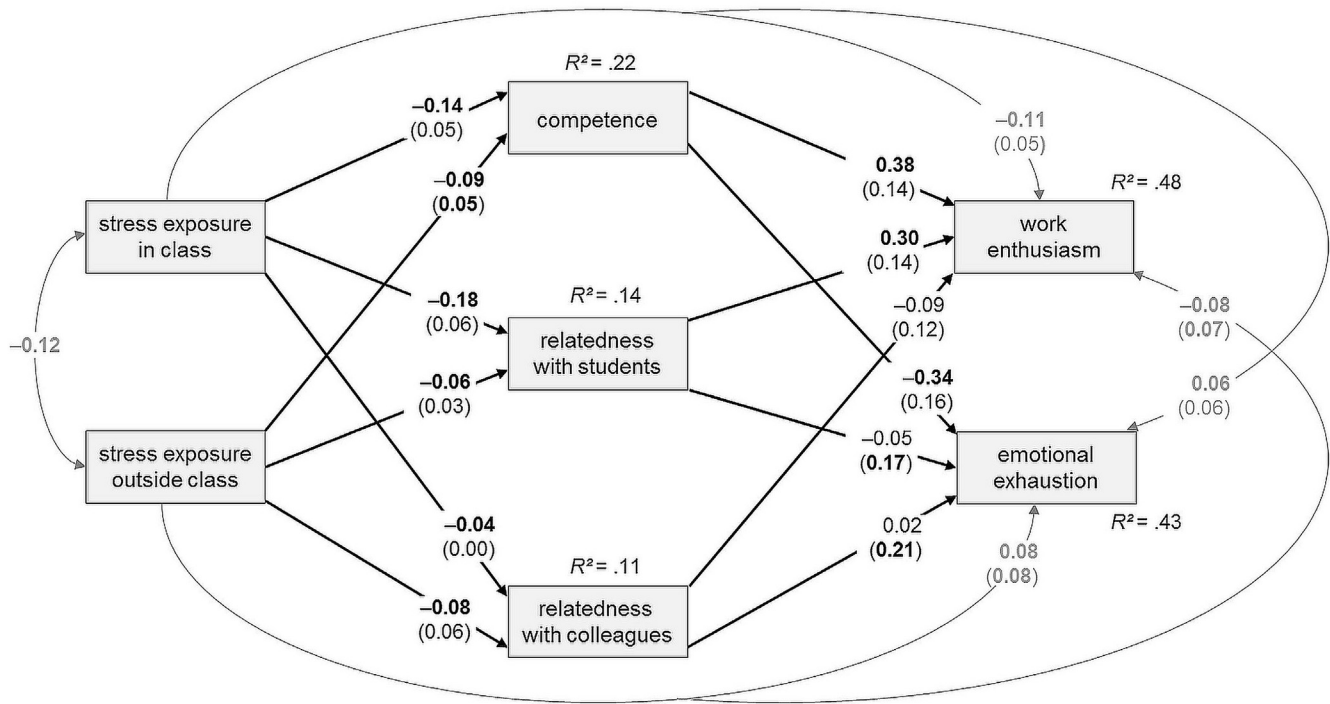 R² = .22
competence
–0.14
(0.05)
–0.09
(0.05)
stress exposure
in class
–0.12
stress exposure
outside class
R² = .14
relatedness
with students
–0.18
(0.06)
–0.06
(0.03)
–0.04
(0.00)
–0.08
(0.06)
R² = .11
relatedness
with colleagues
–0.11
(0.05)
0.38
(0.14)
R² = .48
work
enthusiasm
0.30
(0.14)
–0.09
(0.12)
–0.08
(0.07)
–0.34
(0.16)
0.06
(0.06)
–0.05
(0.17)
emotional
exhaustion
R² = .43
0.02
(0.21)
0.08
(0.08)